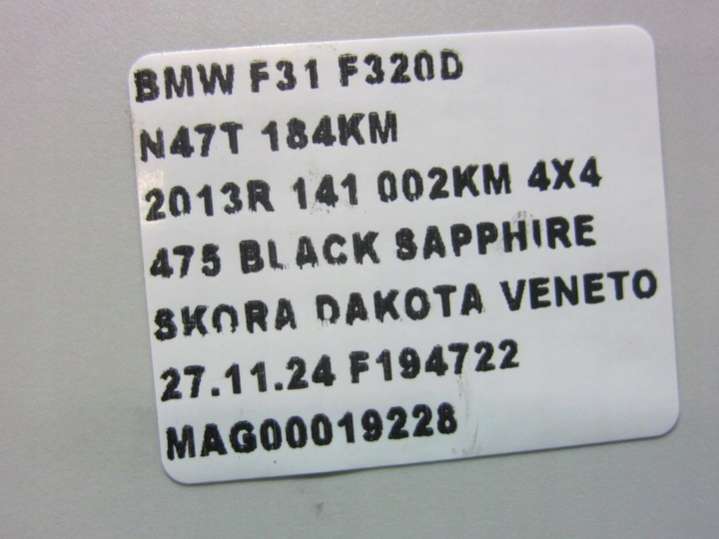 BMW F31 F320D
N47T 184KM
2013R 141 002KM 4X4
475 BLACK SAPPHIRE
SKORA DAKOTA VENETO
27.11.24 F194722
MAG00019228